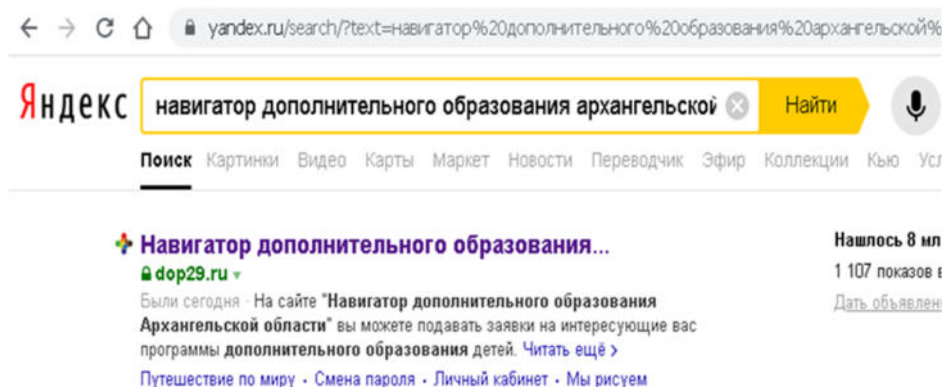 yandex.ru/search/?text=навигатор%20дополнительного%20образования%20архангельской%
Яндекс
навигатор дополнительного образования архангельской
Найти
Поиск Картинки Видео Карты Маркет Новости Переводчик Эфир Коллекции Кью Усл
Навигатор дополнительного образования...
dop29.ru
Были сегодня · На сайте "Навигатор дополнительного образования
Архангельской области" вы можете подавать заявки на интересующие вас
программы дополнительного образования детей. Читать ещё >
Путешествие по миру · Смена пароля · Личный кабинет · Мы рисуем
Нашлось 8 мл
1 107 показов в
Дать объявлен